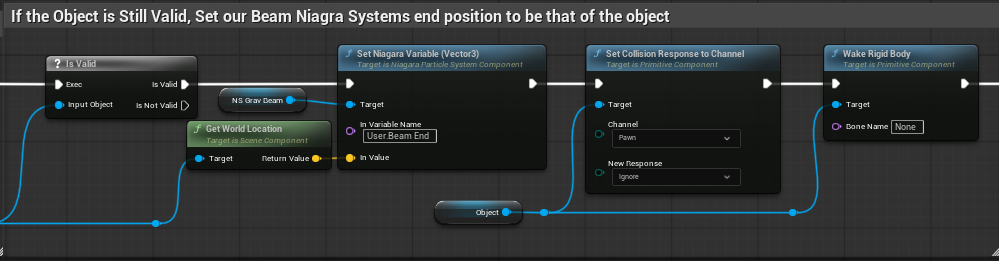 If the Object is Still Valid, Set our Beam Niagra Systems end position to be that of the object
? Is Valid
Exec
Is Valid
Input Object
Is Not Valid
NS Grav Beam
f Get World Location
Target is Scene Component
Target
Return Value
f Set Niagara Variable (Vector3)
Target is Niagara Particle System Component
Target
In Variable Name
User.Beam End
In Value
Object
f Set Collision Response to Channel
Target is Primitive Component
Target
Channel
Pawn
New Response
Ignore
f Wake Rigid Body
Target is Primitive Component
Target
Bone Name None